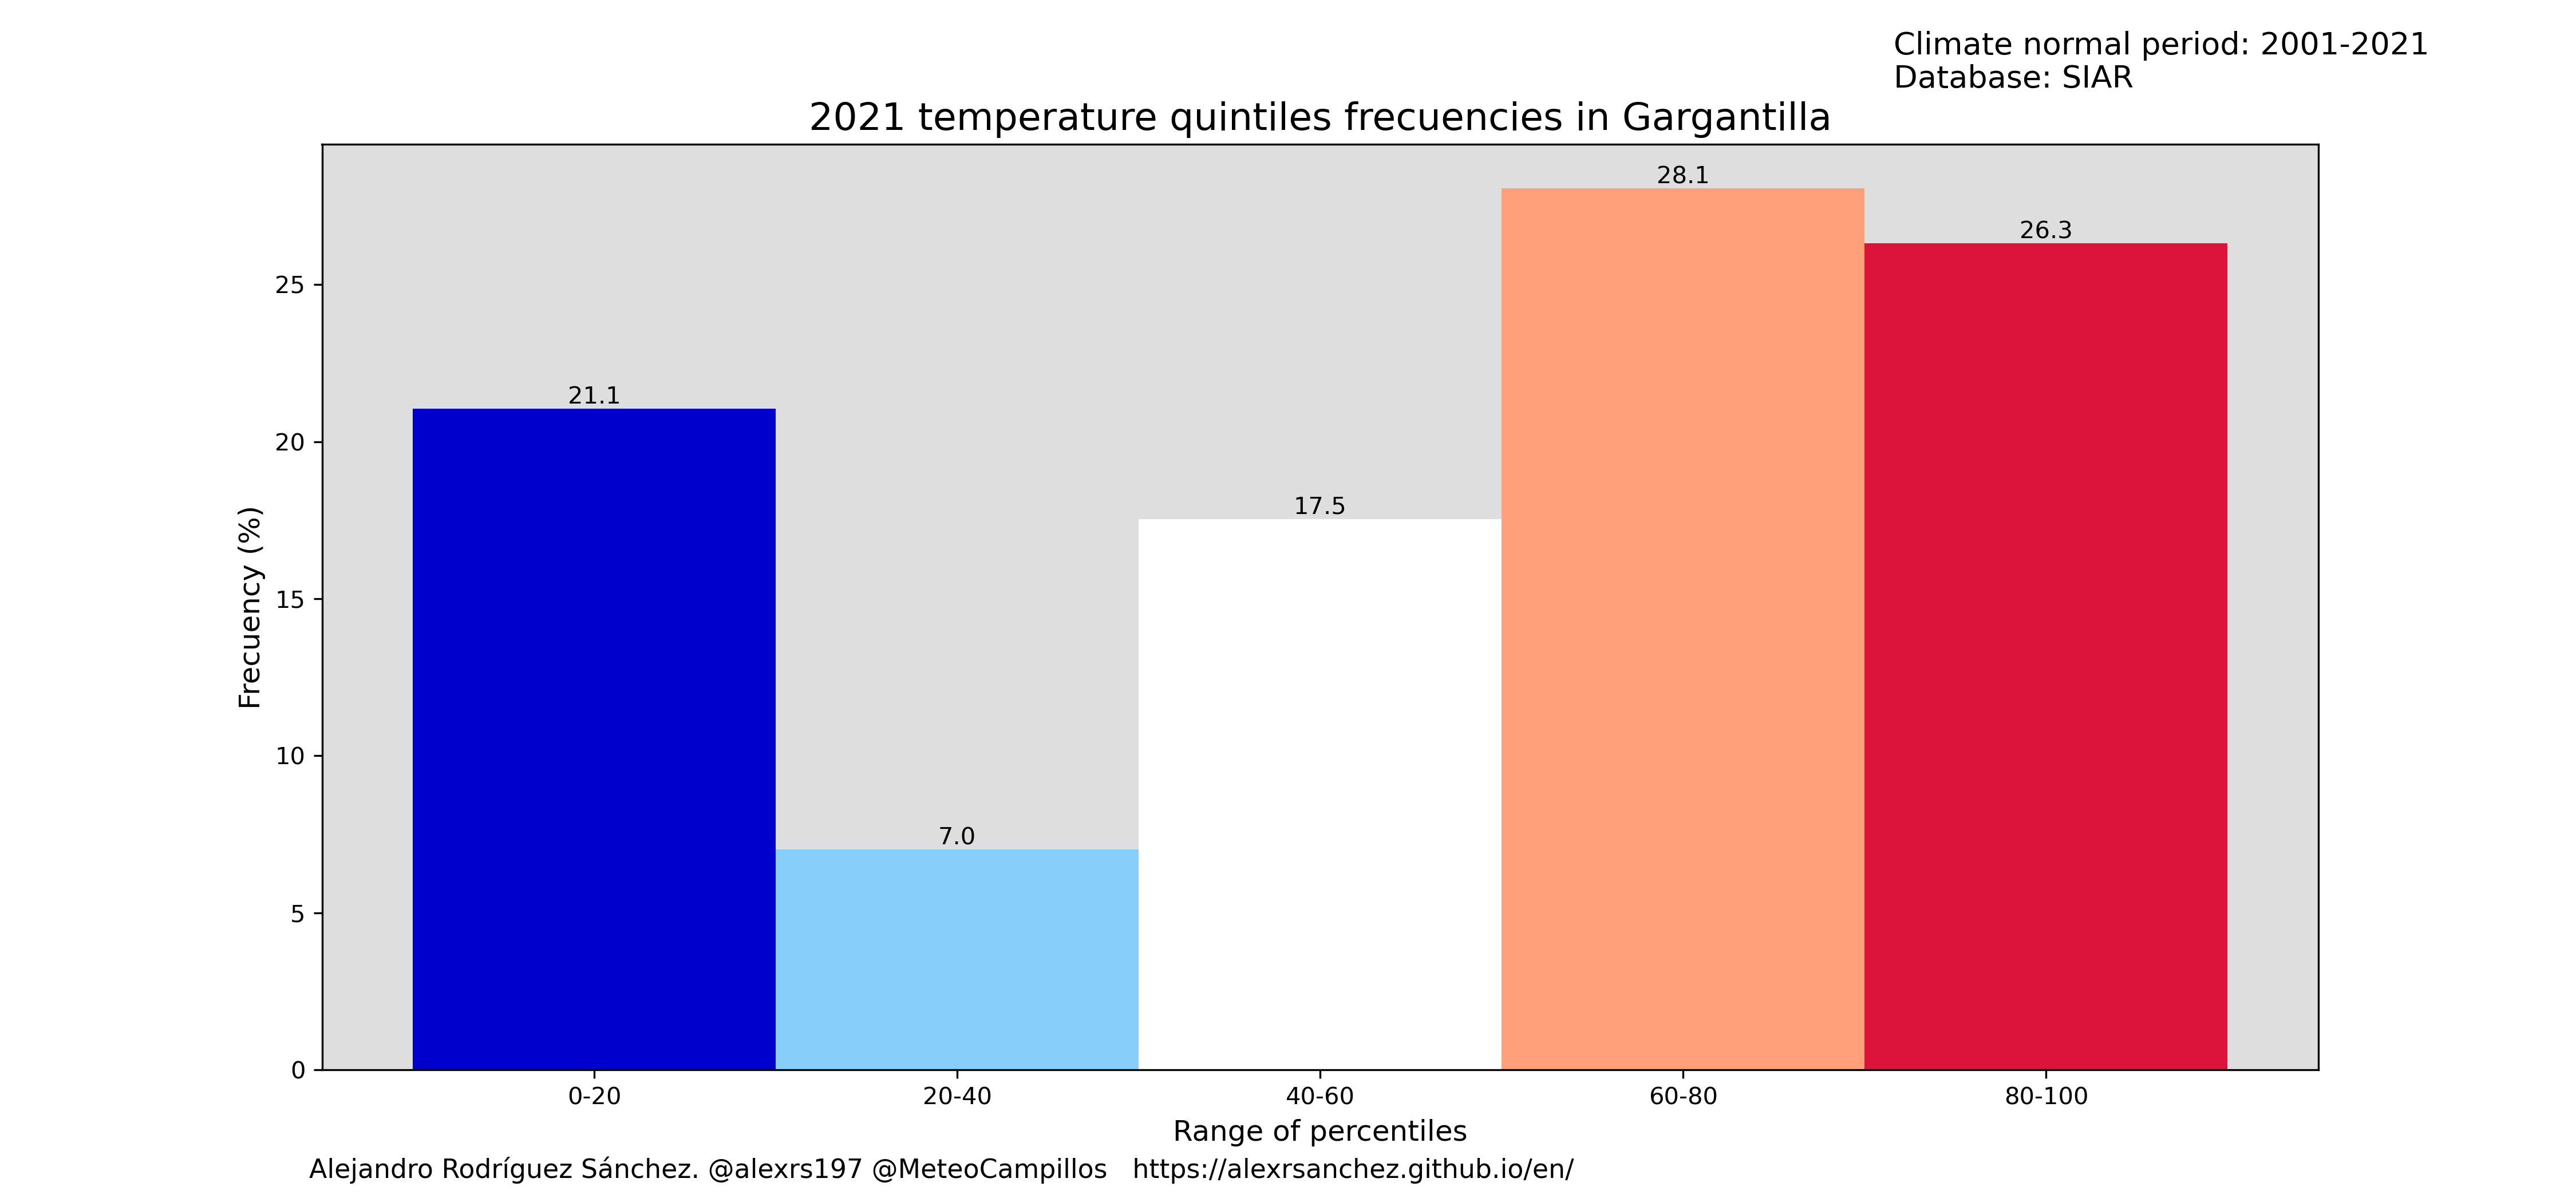 Climate normal period: 2001-2021
Database: SIAR
2021 temperature quintiles frecuencies in Gargantilla
28.1
26.3
25
21.1
20
17.5
15
Frecuency (%)
10
7.0
5
0
0-20 20-40 40-60 60-80 80-100
Range of percentiles
Alejandro Rodríguez Sánchez. @alexrs197 @MeteoCampillos https://alexrsanchez.github.io/en/